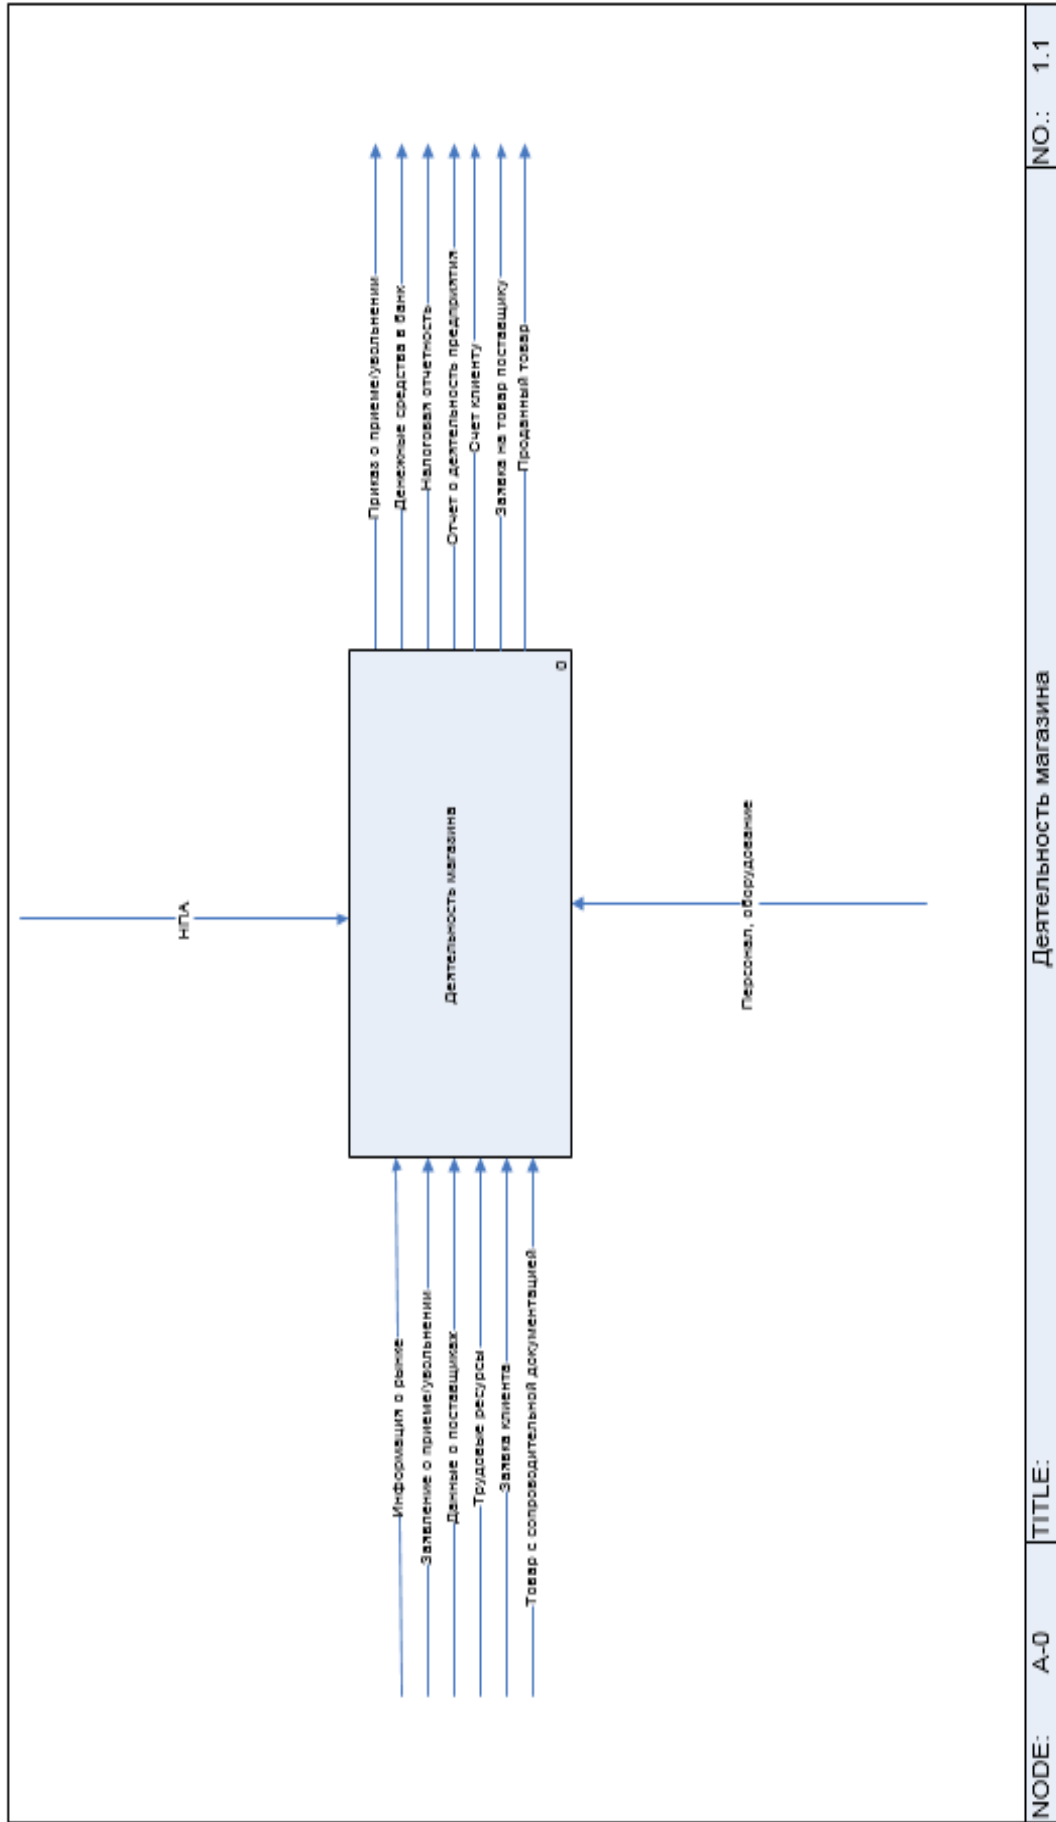 НПА
Информация о рынке
Заявление о приеме/увольнении
Данные о поставщиках
Трудовые ресурсы
Заявка клиента
Товар с сопроводительной документацией
Деятельность магазина
0
Приказ о приеме/увольнении
Денежные средства в банк
Налоговая отчетность
Отчет о деятельность предприятия
Счет клиенту
Заявка на товар поставщику
Проданный товар
Персонал, оборудование
NODE: A-0 TITLE: Деятельность магазина NO.: 1.1